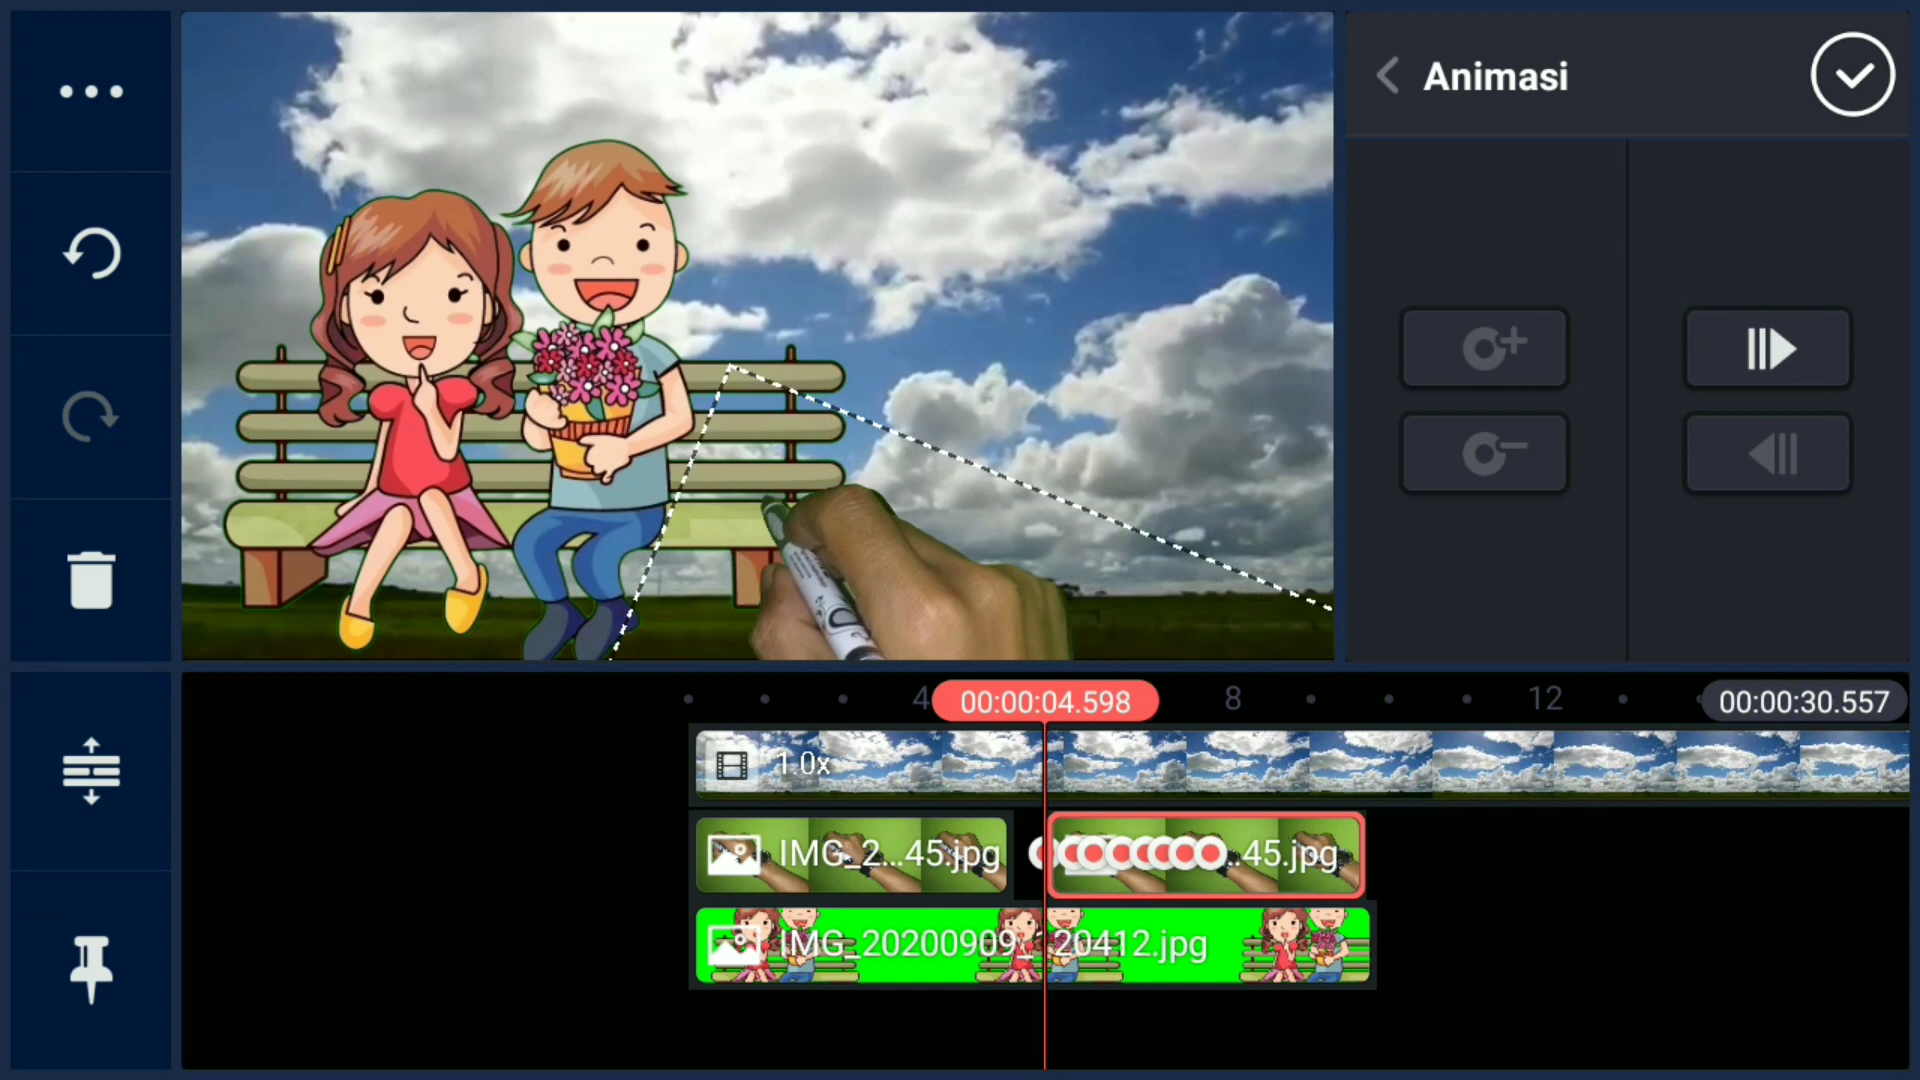 Animasi
4
00:00:04.598
8
12
00:00:30.557
1.0x
IMG_2...45.jpg
..45.jpg
IMG_20200909_120412.jpg